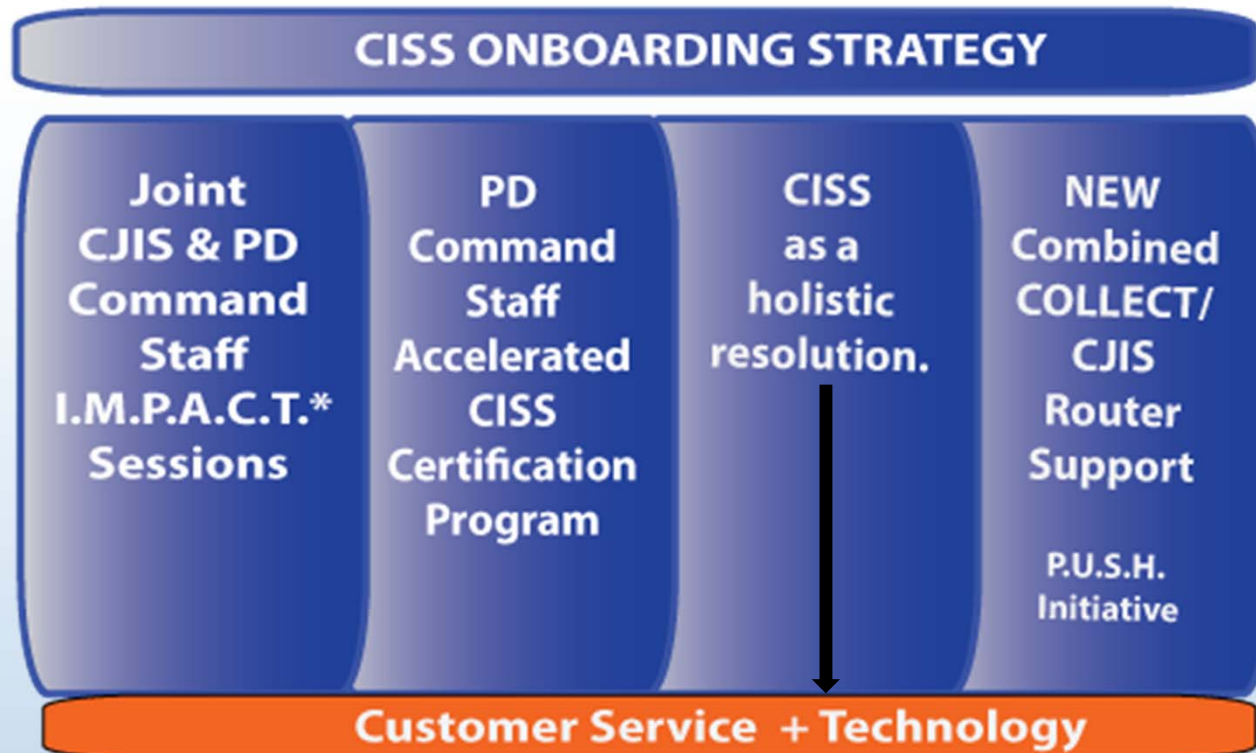 CISS ONBOARDING STRATEGY
Joint
CJIS & PD
Command
Staff
I.M.P.A.C.T.*
Sessions
PD
Command
Staff
Accelerated
CISS
Certification
Program
CISS
as a
holistic
resolution.
NEW
Combined
COLLECT/
CJIS
Router
Support
P.U.S.H.
Initiative
Customer Service + Technology